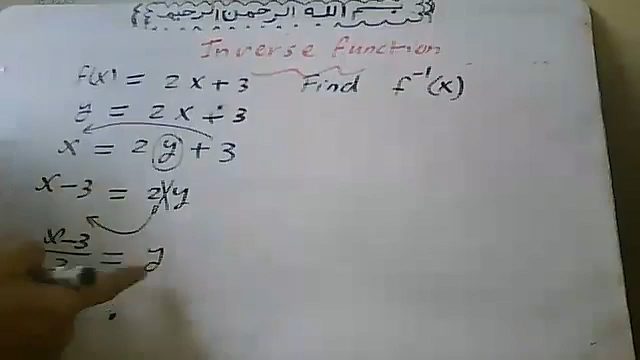 بسم الله الرحمن الرحيم
Inverse function
f(x) = 2x+3 Find f⁻¹(x)
y = 2x+3
x = 2y+3
x-3 = 2y
x-3/2 = y